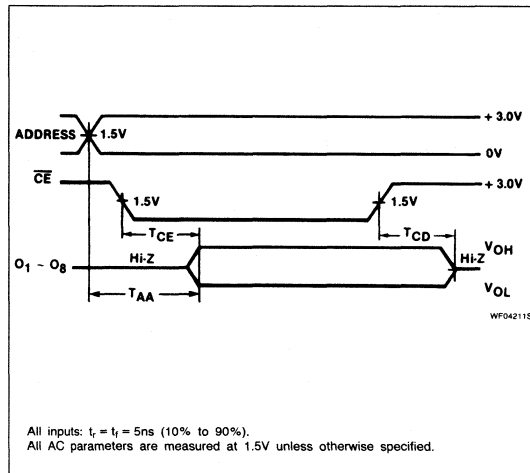 + 3.0V
ADDRESS 1.5V
0V
CE + 3.0V
1.5V 1.5V
TCE TCD
Hi-Z VOH
O1 ~ O8 Hi-Z
TAA VOL
WF04211S
All inputs: tr = tf = 5ns (10% to 90%).
All AC parameters are measured at 1.5V unless otherwise specified.